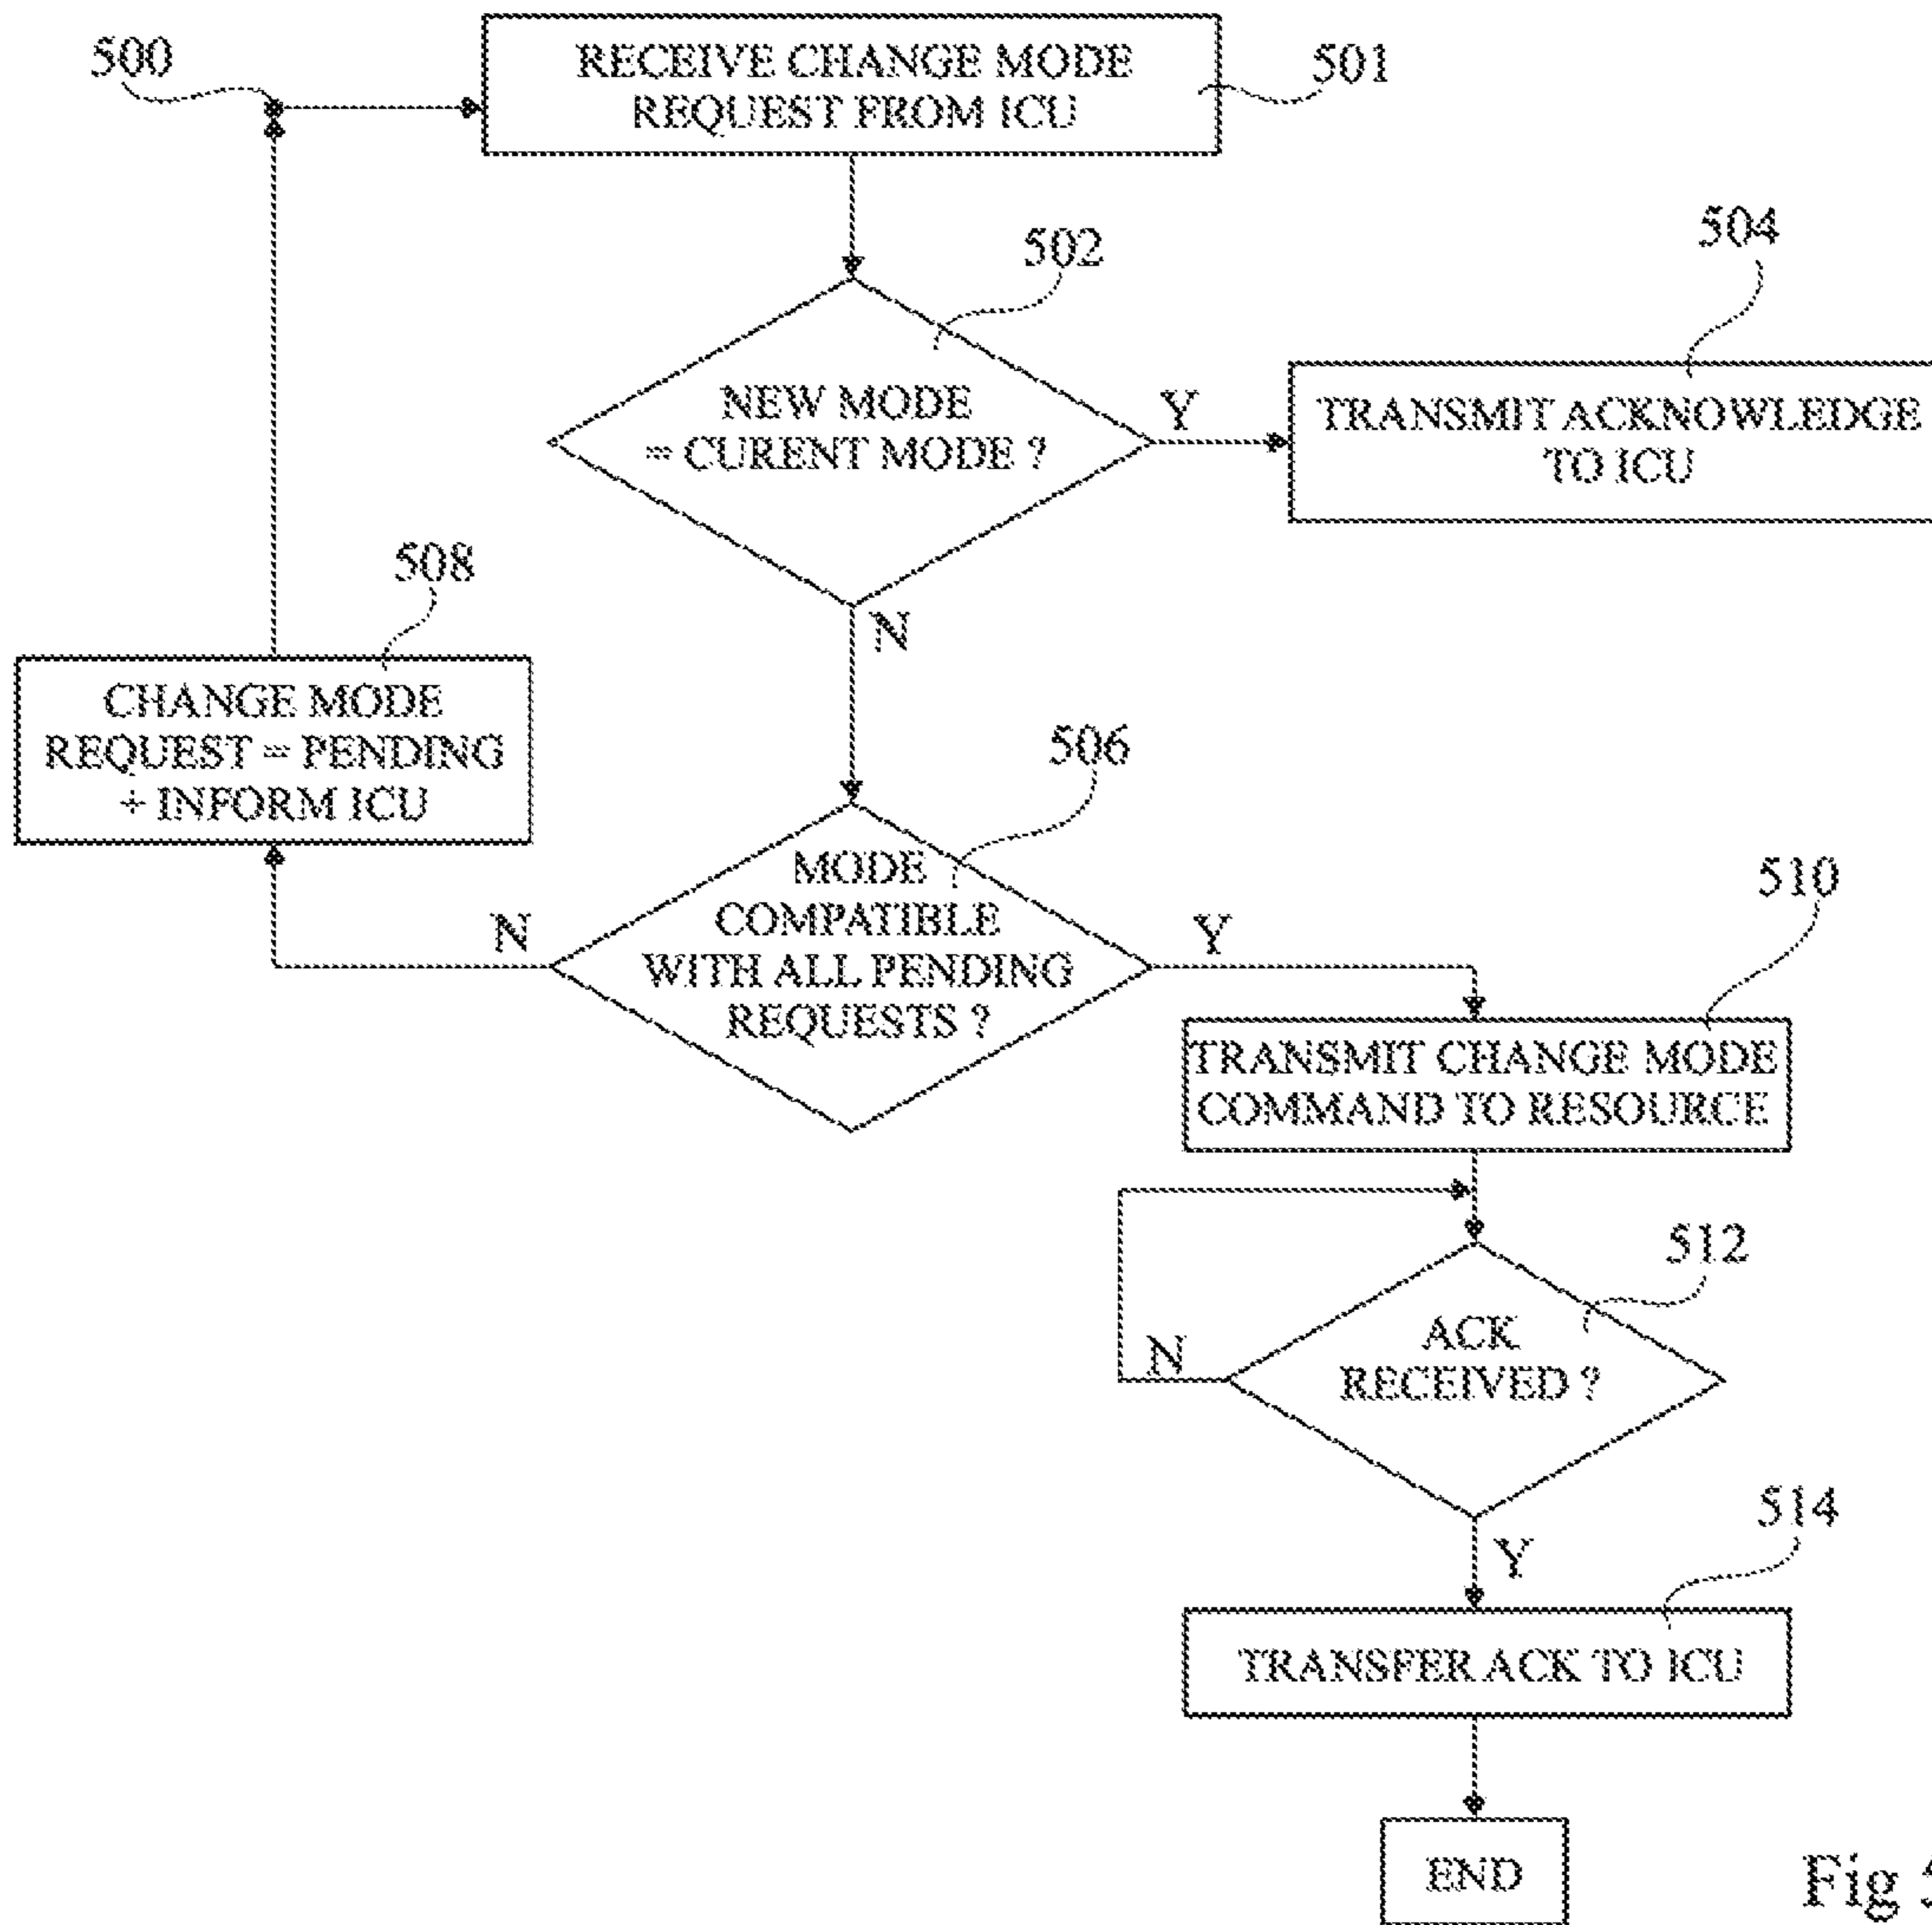 500
RECEIVE CHANGE MODE
REQUEST FROM ICU
501
502
504
NEW MODE
= CURENT MODE ?
Y
TRANSMIT ACKNOWLEDGE
TO ICU
N
508
CHANGE MODE
REQUEST = PENDING
+ INFORM ICU
506
MODE
COMPATIBLE
WITH ALL PENDING
REQUESTS ?
N
Y
510
TRANSMIT CHANGE MODE
COMMAND TO RESOURCE
512
ACK
RECEIVED ?
N
Y
514
TRANSFER ACK TO ICU
END
Fig 5